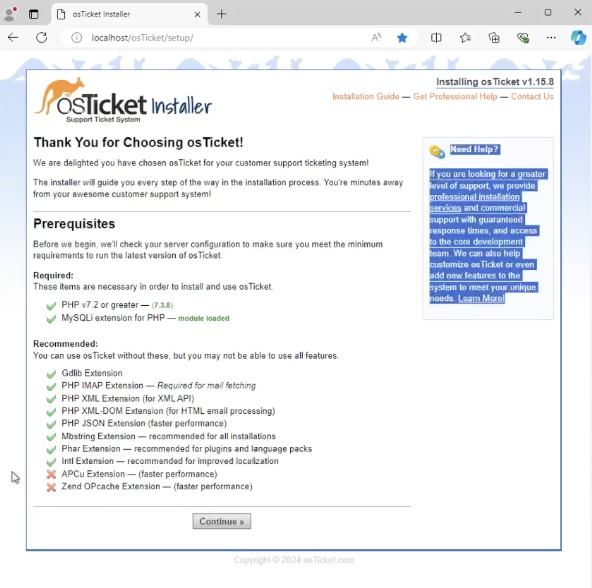 osTicket Installer
localhost/osTicket/setup/
Installing osTicket v1.15.8
osTicket Installer
Support Ticket System
Installation Guide — Get Professional Help — Contact Us
Thank You for Choosing osTicket!
We are delighted you have chosen osTicket for your customer support ticketing system!
The installer will guide you every step of the way in the installation process. You're minutes away
from your awesome customer support system!
Prerequisites
Before we begin, we'll check your server configuration to make sure you meet the minimum
requirements to run the latest version of osTicket.
Required:
These items are necessary in order to install and use osTicket.
PHP v7.2 or greater — (7.3.8)
MySQLi extension for PHP — module loaded
Recommended:
You can use osTicket without these, but you may not be able to use all features.
Gdlib Extension
PHP IMAP Extension — Required for mail fetching
PHP XML Extension (for XML API)
PHP XML-DOM Extension (for HTML email processing)
PHP JSON Extension (faster performance)
Mbstring Extension — recommended for all installations
Phar Extension — recommended for plugins and language packs
Intl Extension — recommended for improved localization
APCu Extension — (faster performance)
Zend OPcache Extension — (faster performance)
Continue »
Need Help?
If you are looking for a greater
level of support, we provide
professional installation
services and commercial
support with guaranteed
response times, and access
to the core development
team. We can also help
customize osTicket or even
add new features to the
system to meet your unique
needs. Learn More!
Copyright © 2024 osTicket.com